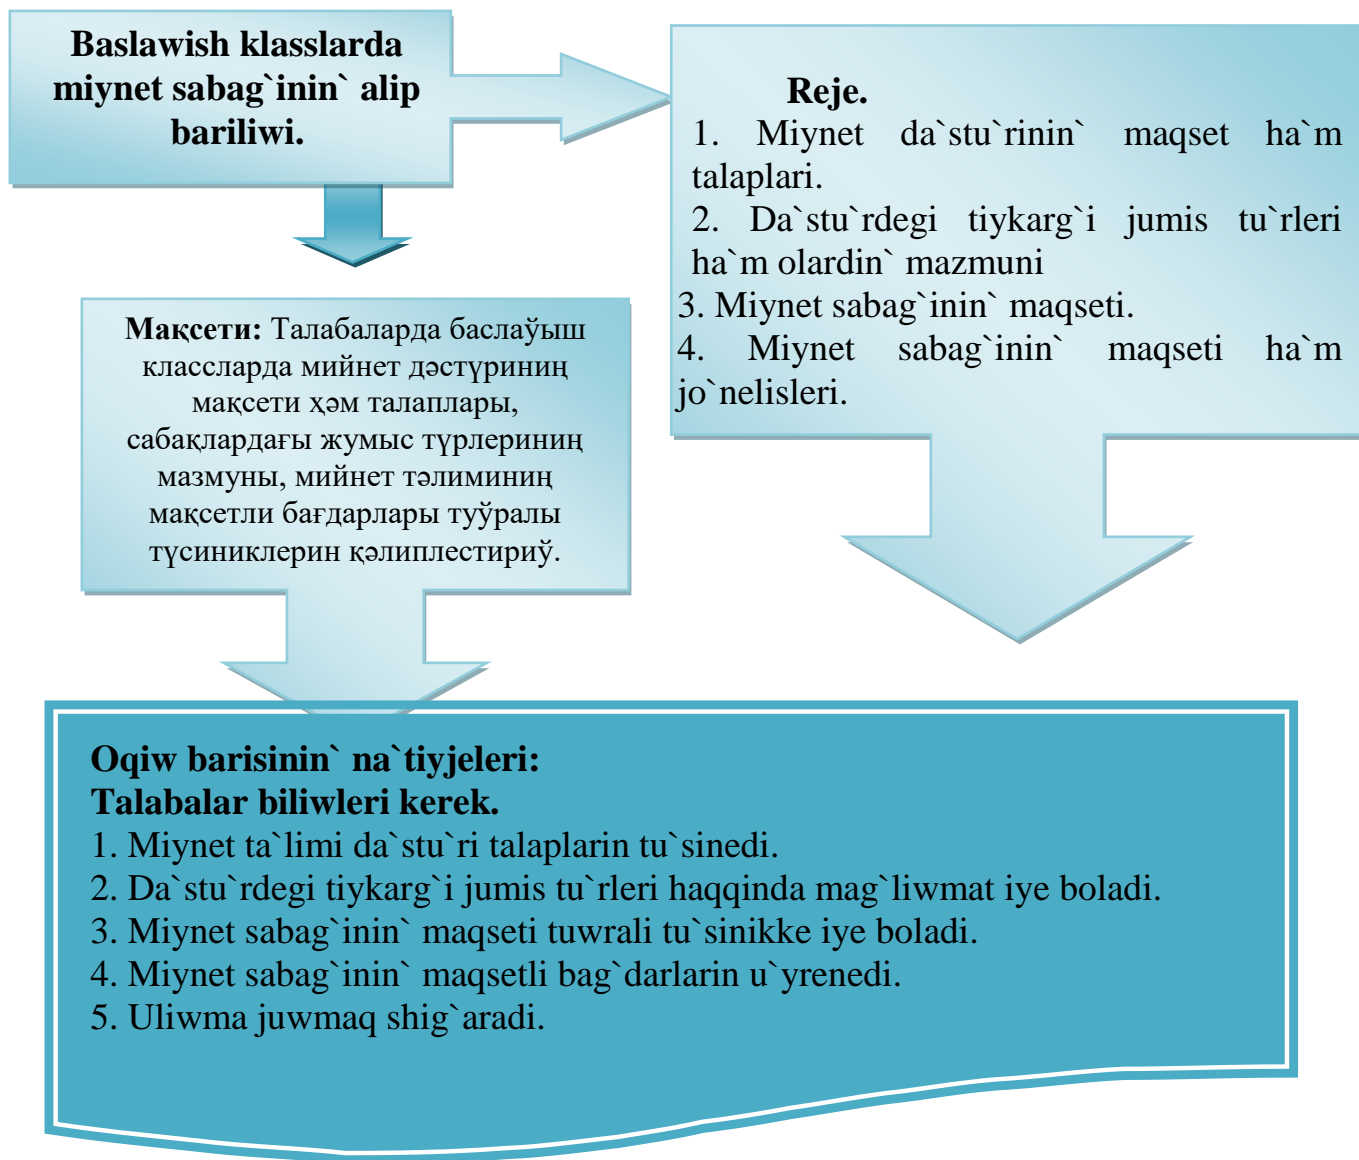 Baslawish klasslarda
miynet sabag`inin` alip
bariliwi.
Reje.
1. Miynet da`stu`rinin` maqset ha`m
talaplari.
2. Da`stu`rdegi tiykarg`i jumis tu`rleri
ha`m olardin` mazmuni
3. Miynet sabag`inin` maqseti.
4. Miynet sabag`inin` maqseti ha`m
jo`nelisleri.
Мақсети: Талабаларда баслаўыш
классларда мийнет дәстүриниң
мақсети ҳәм талаплары,
сабақлардағы жумыс түрлериниң
мазмуны, мийнет тәлиминиң
мақсетли бағдарлары туўралы
түсиниклерин қәлиплестириў.
Oqiw barisinin` na`tiyjeleri:
Talabalar biliwleri kerek.
1. Miynet ta`limi da`stu`ri talaplarin tu`sinedi.
2. Da`stu`rdegi tiykarg`i jumis tu`rleri haqqinda mag`liwmat iye boladi.
3. Miynet sabag`inin` maqseti tuwrali tu`sinikke iye boladi.
4. Miynet sabag`inin` maqsetli bag`darlarin u`yrenedi.
5. Uliwma juwmaq shig`aradi.